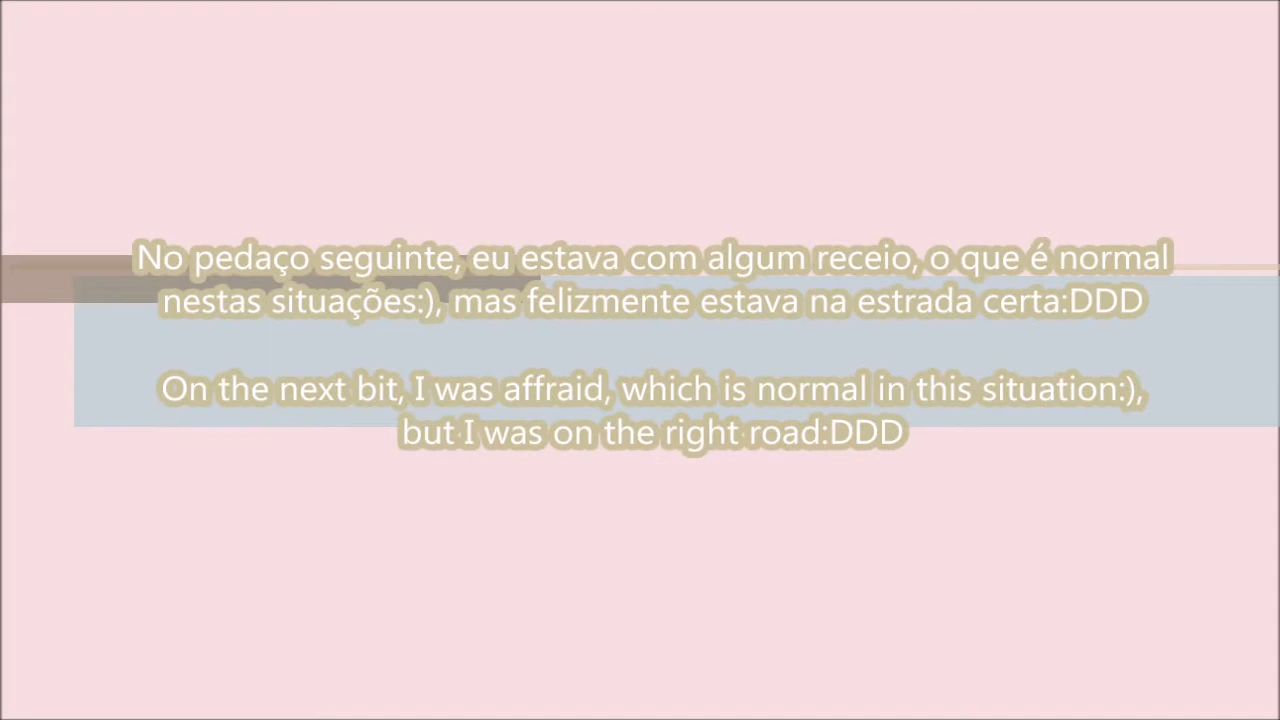 No pedaço seguinte, eu estava com algum receio, o que é normal
nestas situações:), mas felizmente estava na estrada certa:DDD
On the next bit, I was affraid, which is normal in this situation:),
but I was on the right road:DDD